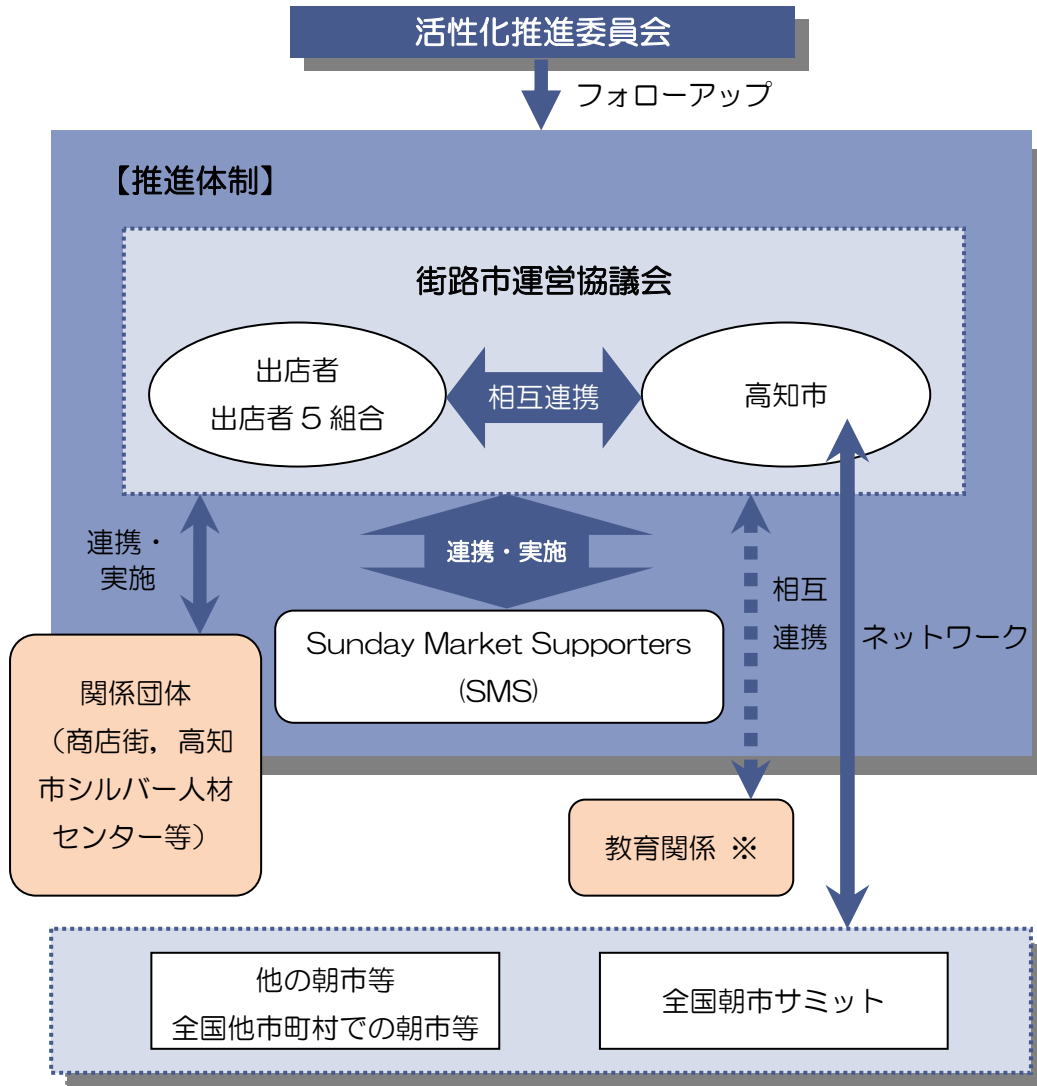 活性化推進委員会
フォローアップ
【推進体制】
街路市運営協議会
出店者
出店者5組合
相互連携
高知市
連携・
実施
連携・実施
相互
連携
ネットワーク
Sunday Market Supporters
(SMS)
関係団体
（商店街，高知
市シルバー人材
センター等）
教育関係 ※
他の朝市等
全国他市町村での朝市等
全国朝市サミット